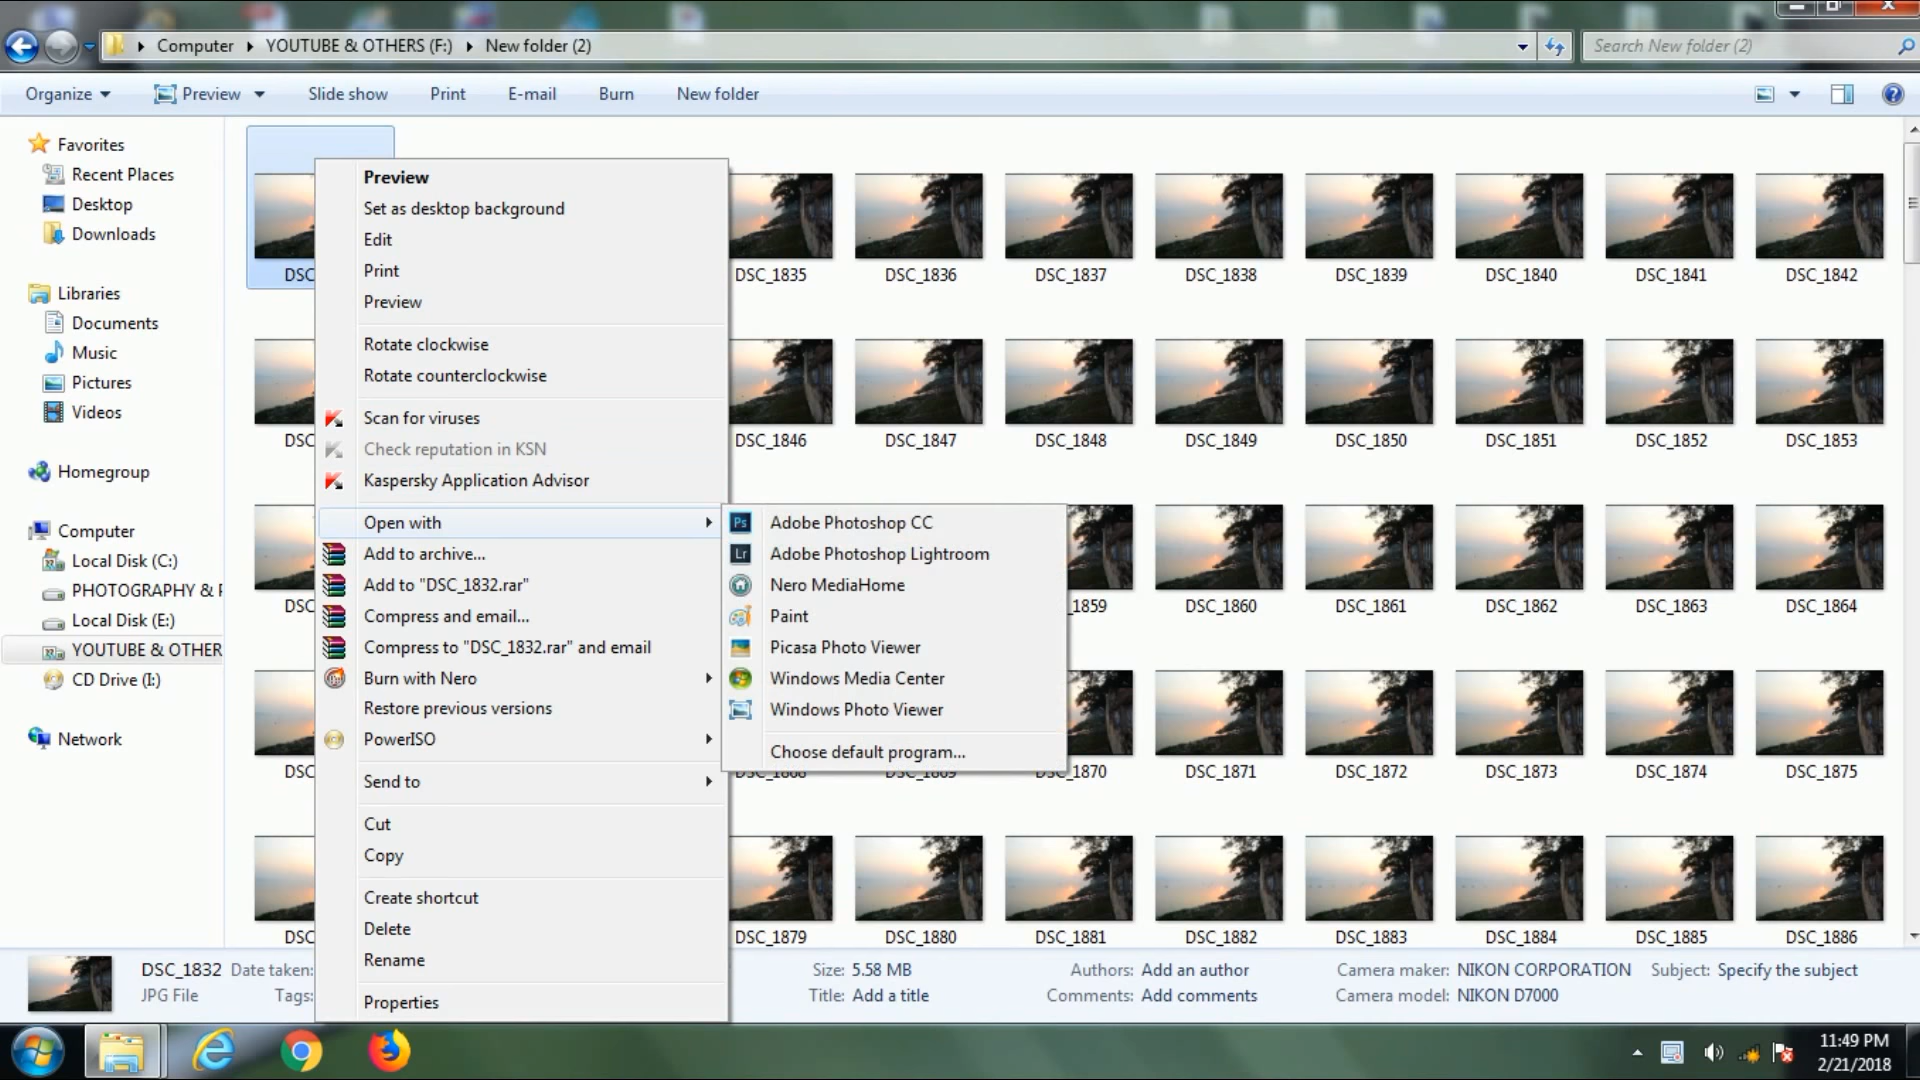 Computer
YOUTUBE & OTHERS (F:)
New folder (2)
Search New folder (2)
Organize
Preview
Slide show
Print
E-mail
Burn
New folder
Favorites
Recent Places
Desktop
Downloads
Libraries
Documents
Music
Pictures
Videos
Homegroup
Computer
Local Disk (C:)
PHOTOGRAPHY &
Local Disk (E:)
YOUTUBE & OTHER
CD Drive (I:)
Network
Preview
Set as desktop background
Edit
Print
Preview
Rotate clockwise
Rotate counterclockwise
Scan for viruses
Check reputation in KSN
Kaspersky Application Advisor
Open with
Add to archive...
Add to "DSC_1832.rar"
Compress and email...
Compress to "DSC_1832.rar" and email
Burn with Nero
Restore previous versions
PowerISO
Send to
Cut
Copy
Create shortcut
Delete
Rename
Properties
Ps Adobe Photoshop CC
Lr Adobe Photoshop Lightroom
Nero MediaHome
Paint
Picasa Photo Viewer
Windows Media Center
Windows Photo Viewer
Choose default program...
DSC DSC_1835 DSC_1836 DSC_1837 DSC_1838 DSC_1839 DSC_1840 DSC_1841 DSC_1842
DSC DSC_1846 DSC_1847 DSC_1848 DSC_1849 DSC_1850 DSC_1851 DSC_1852 DSC_1853
DSC _1859 DSC_1860 DSC_1861 DSC_1862 DSC_1863 DSC_1864
DSC DSC_1868 DSC_1869 DSC_1870 DSC_1871 DSC_1872 DSC_1873 DSC_1874 DSC_1875
DSC DSC_1879 DSC_1880 DSC_1881 DSC_1882 DSC_1883 DSC_1884 DSC_1885 DSC_1886
DSC_1832 Date taken: Size: 5.58 MB Authors: Add an author Camera maker: NIKON CORPORATION Subject: Specify the subject
JPG File Tags: Title: Add a title Comments: Add comments Camera model: NIKON D7000
11:49 PM
2/21/2018